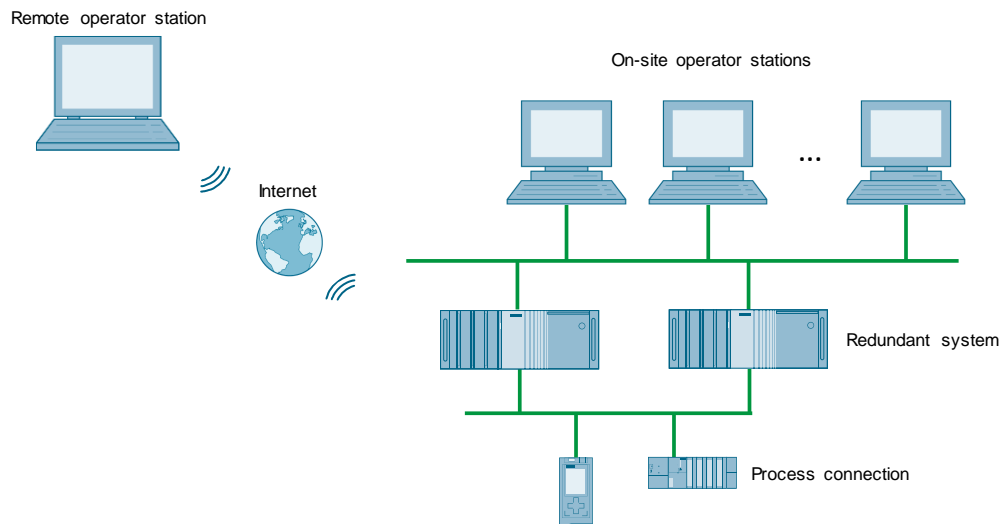 Remote operator station
On-site operator stations
...
Internet
Redundant system
Process connection